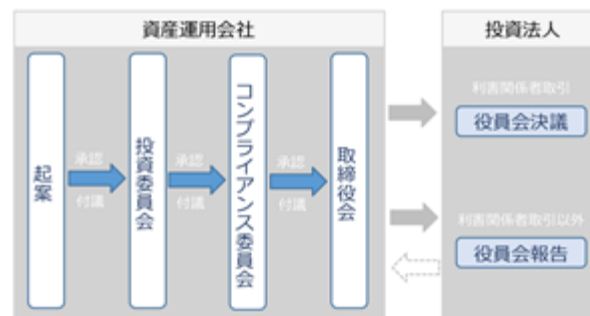 資産運用会社
起案
承認
付議
投資委員会
承認
付議
コンプライアンス委員会
承認
付議
取締役会
投資法人
利害関係者取引
役員会決議
利害関係者取引以外
役員会報告